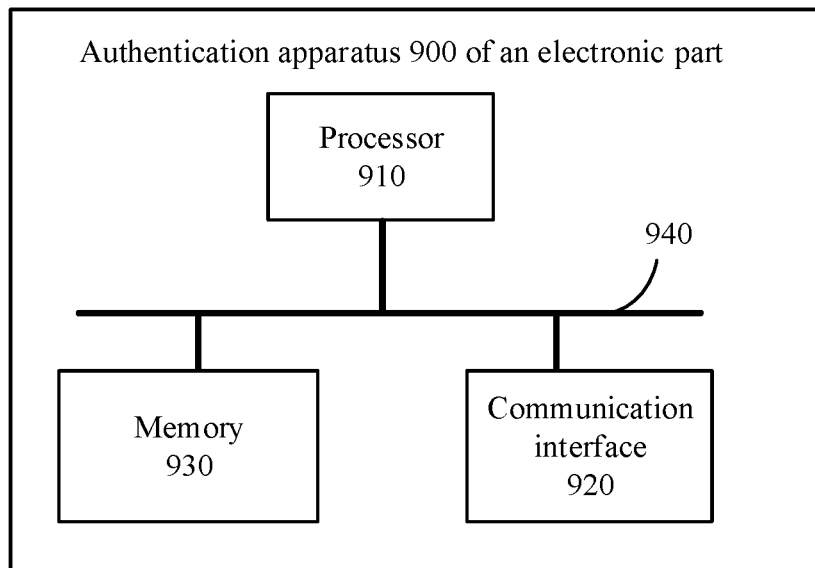 Authentication apparatus 900 of an electronic part
Processor
910
940
Memory
930
Communication
interface
920